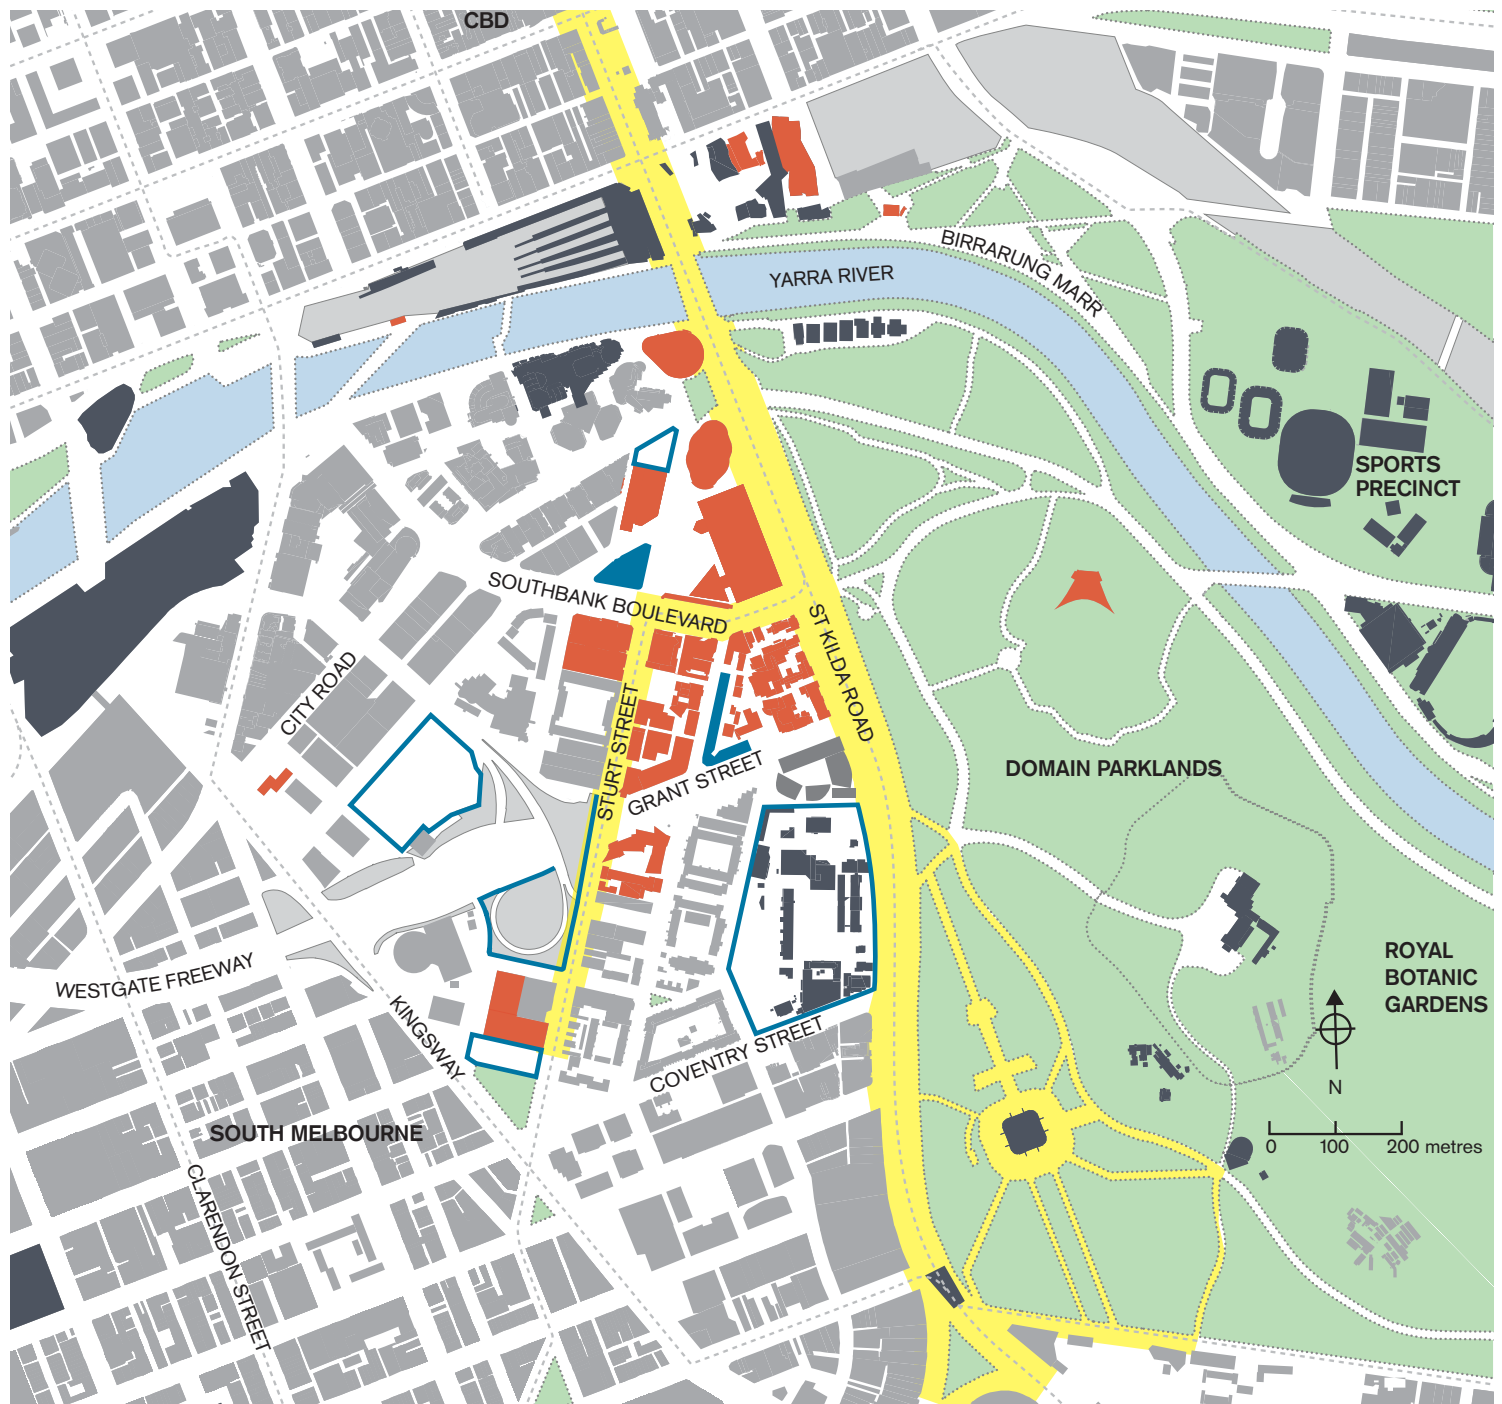 CBD
YARRA RIVER
BIRRARUNG MARR
SPORTS
PRECINCT
SOUTHBANK BOULEVARD
ST KILDA ROAD
CITY ROAD
STURT STREET
GRANT STREET
DOMAIN PARKLANDS
WESTGATE FREEWAY
KINGSWAY
COVENTRY STREET
ROYAL
BOTANIC
GARDENS
N
SOUTH MELBOURNE
0 100 200 metres
CLARENDON STREET